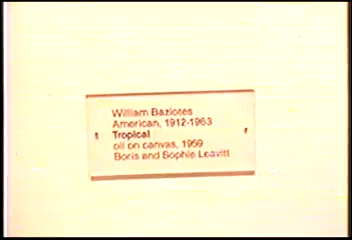 William Baziotes
American, 1912-1963
Tropical
oil on canvas, 1959
Boris and Sophie Leavitt